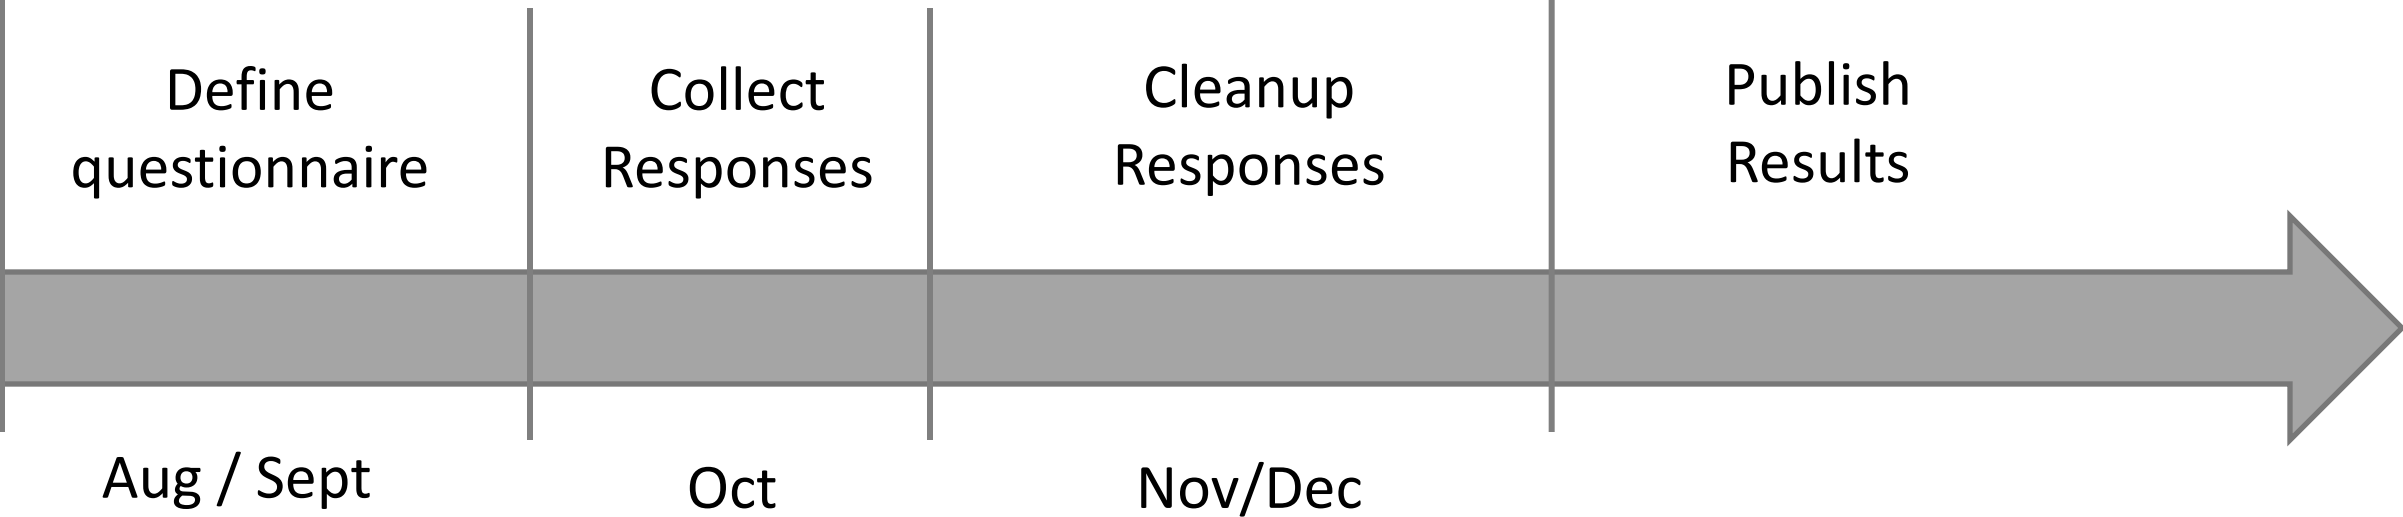 Define
questionnaire
Collect
Responses
Cleanup
Responses
Publish
Results
Aug / Sept
Oct
Nov/Dec